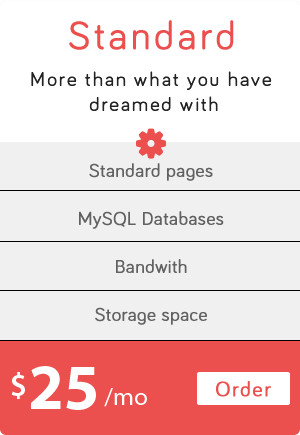 Standard
More than what you have
dreamed with
Standard pages
MySQL Databases
Bandwith
Storage space
$25 /mo
Order